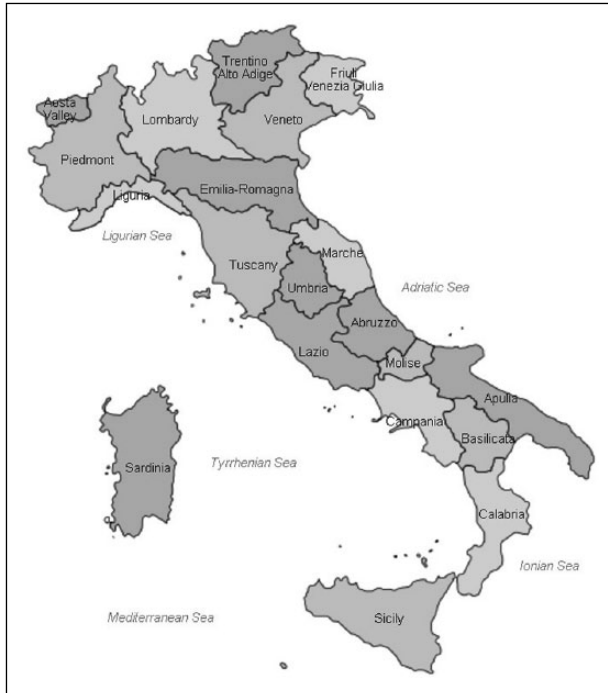 Trentino
Alto Adige
Friuli
Venezia Giulia
Aosta
Valley
Lombardy
Veneto
Piedmont
Emilia-Romagna
Liguria
Ligurian Sea
Marche
Tuscany
Umbria
Adriatic Sea
Abruzzo
Lazio
Molise
Apulia
Campania
Basilicata
Sardinia
Tyrrhenian Sea
Calabria
Ionian Sea
Mediterranean Sea
Sicily